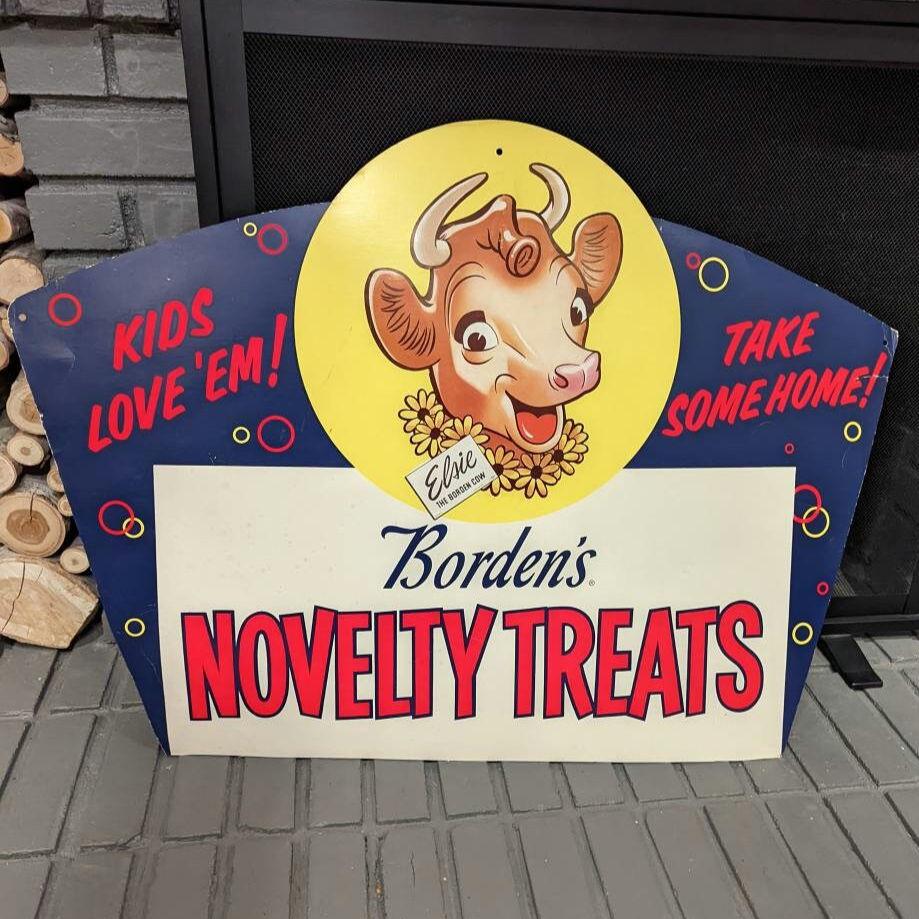 KIDS
LOVE 'EM!
TAKE
SOME HOME!
Elsie
THE BORDEN COW
Borden's®
NOVELTY TREATS